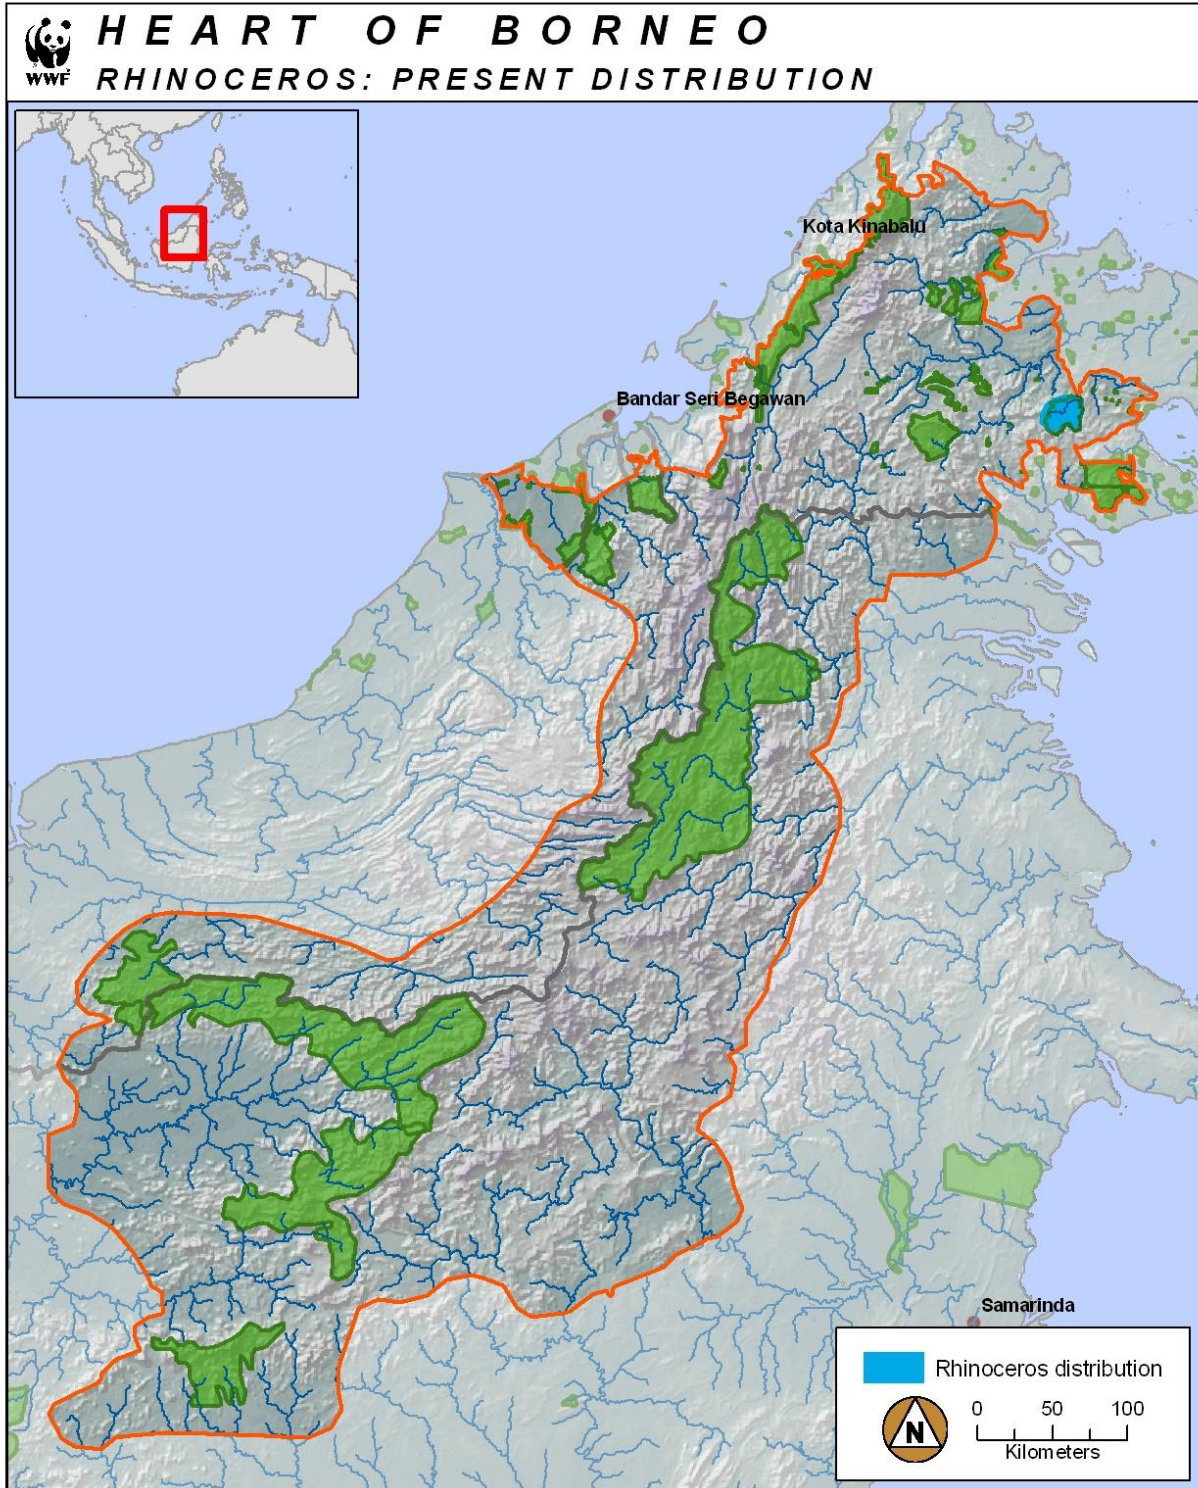 HEART OF BORNEO
WWF
RHINOCEROS: PRESENT DISTRIBUTION
Kota Kinabalu
Bandar Seri Begawan
Samarinda
Rhinoceros distribution
N
0 50 100
Kilometers